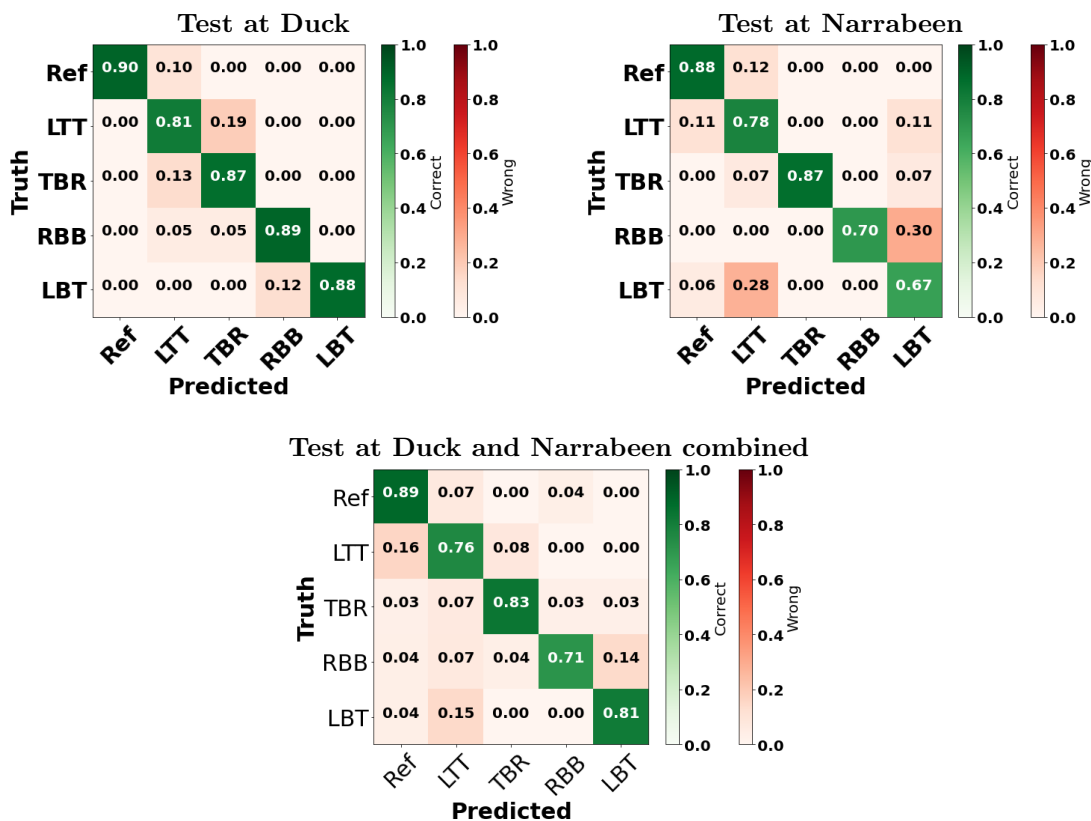 Test at Duck
Ref 0.90 0.10 0.00 0.00 0.00
LTT 0.00 0.81 0.19 0.00 0.00
TBR 0.00 0.13 0.87 0.00 0.00
RBB 0.00 0.05 0.05 0.89 0.00
LBT 0.00 0.00 0.00 0.12 0.88
Ref LTT TBR RBB LBT
Predicted
Truth
1.0 0.8 0.6 0.4 0.2 0.0
Correct
1.0 0.8 0.6 0.4 0.2 0.0
Wrong
Test at Narrabeen
Ref 0.88 0.12 0.00 0.00 0.00
LTT 0.11 0.78 0.00 0.00 0.11
TBR 0.00 0.07 0.87 0.00 0.07
RBB 0.00 0.00 0.00 0.70 0.30
LBT 0.06 0.28 0.00 0.00 0.67
Ref LTT TBR RBB LBT
Predicted
Truth
1.0 0.8 0.6 0.4 0.2 0.0
Correct
1.0 0.8 0.6 0.4 0.2 0.0
Wrong
Test at Duck and Narrabeen combined
Ref 0.89 0.07 0.00 0.04 0.00
LTT 0.16 0.76 0.08 0.00 0.00
TBR 0.03 0.07 0.83 0.03 0.03
RBB 0.04 0.07 0.04 0.71 0.14
LBT 0.04 0.15 0.00 0.00 0.81
Ref LTT TBR RBB LBT
Predicted
Truth
1.0 0.8 0.6 0.4 0.2 0.0
Correct
1.0 0.8 0.6 0.4 0.2 0.0
Wrong